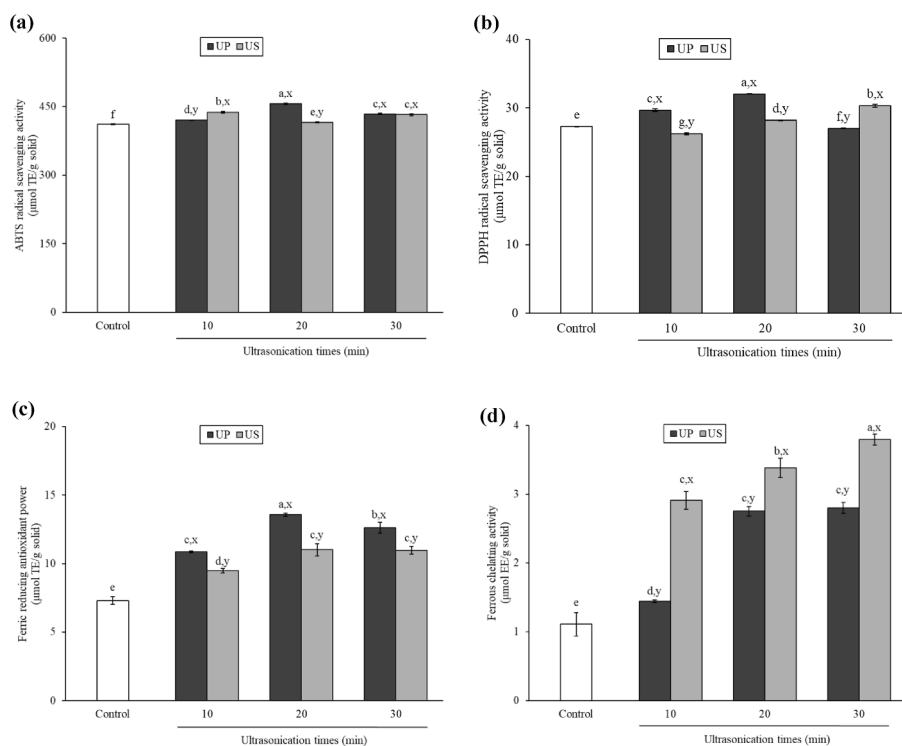 (a)
600
450
300
150
0
ABTS radical scavenging activity
(µmol TE/g solid)
UP US
f
d,y
b,x
a,x
e,y
c,x
c,x
Control
10
20
30
Ultrasonication times (min)
(b)
40
30
20
10
0
DPPH radical scavenging activity
(µmol TE/g solid)
UP US
e
c,x
g,y
a,x
d,y
f,y
b,x
Control
10
20
30
Ultrasonication times (min)
(c)
20
15
10
5
0
Ferric reducing antioxidant power
(µmol TE/g solid)
UP US
e
c,x
d,y
a,x
c,y
b,x
c,y
Control
10
20
30
Ultrasonication times (min)
(d)
4
3
2
1
0
Ferrous chelating activity
(µmol EE/g solid)
UP US
e
d,y
c,x
c,y
b,x
c,y
a,x
Control
10
20
30
Ultrasonication times (min)